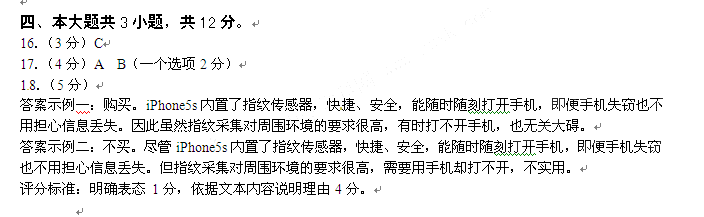 四、本大题共 3 小题，共 12 分。
16.（3 分）C
17.（4 分）A　B（一个选项 2 分）
18.（5 分）
答案示例一：购买。iPhone5s 内置了指纹传感器，快捷、安全，能随时随刻打开手机，即便手机失窃也不
用担心信息丢失。因此虽然指纹采集对周围环境的要求很高，有时打不开手机，也无关大碍。
答案示例二：不买。尽管 iPhone5s 内置了指纹传感器，快捷、安全，能随时随刻打开手机，即便手机失窃
也不用担心信息丢失。但指纹采集对周围环境的要求很高，需要用手机却打不开，不实用。
评分标准：明确表态 1 分，依据文本内容说明理由 4 分。